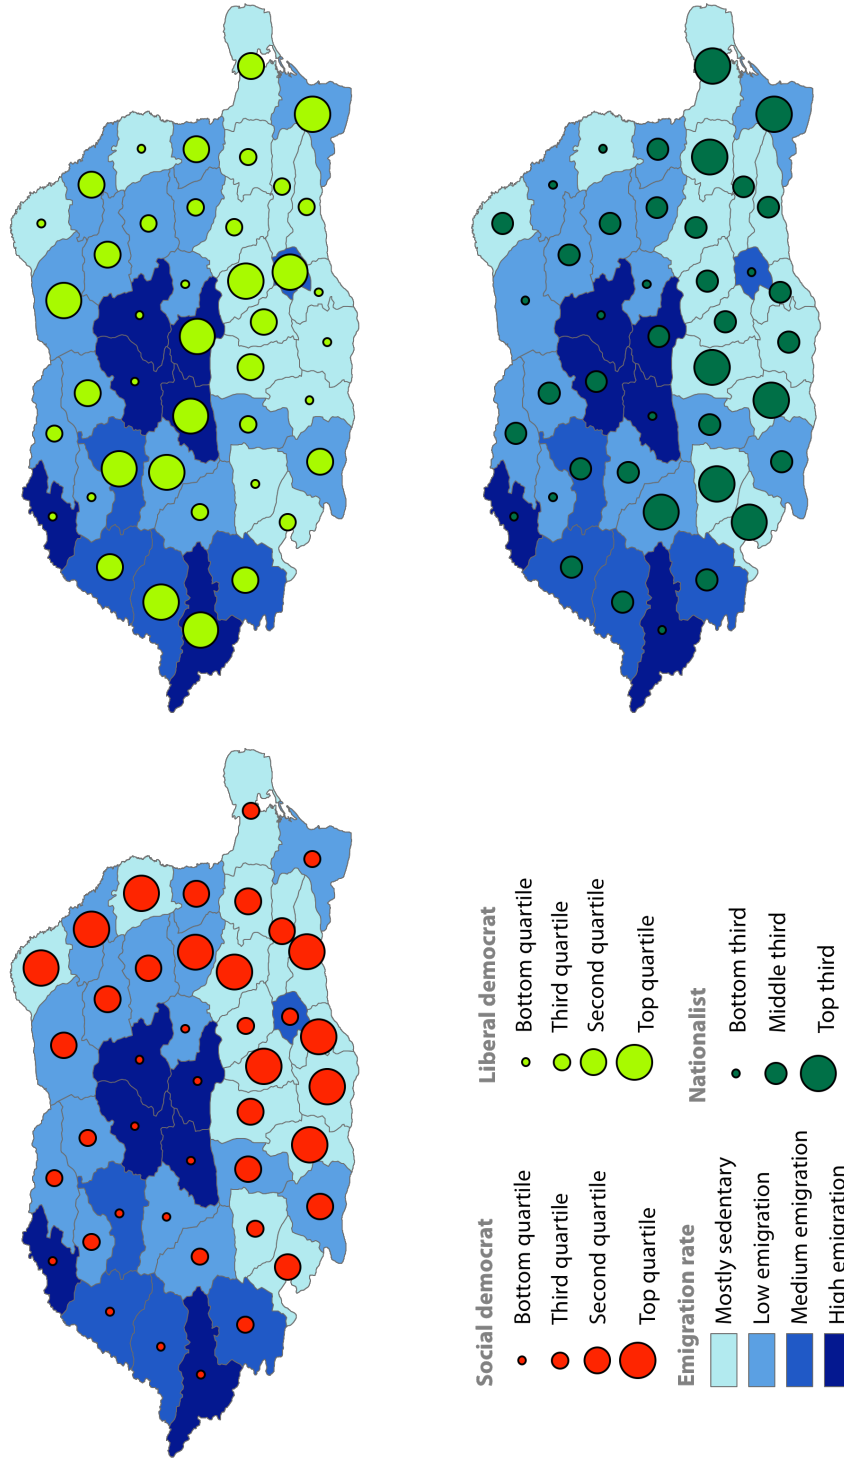 Social democrat
Bottom quartile
Third quartile
Second quartile
Top quartile
Liberal democrat
Bottom quartile
Third quartile
Second quartile
Top quartile
Emigration rate
Mostly sedentary
Low emigration
Medium emigration
High emigration
Nationalist
Bottom third
Middle third
Top third